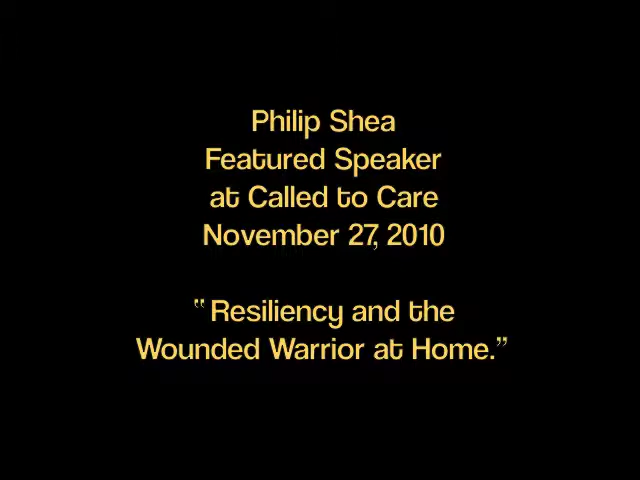 Philip Shea
Featured Speaker
at Called to Care
November 27, 2010
“ Resiliency and the
Wounded Warrior at Home.”